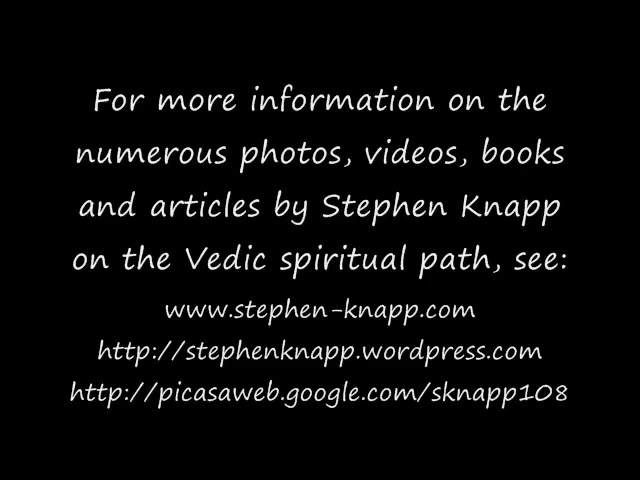 For more information on the
numerous photos, videos, books
and articles by Stephen Knapp
on the Vedic spiritual path, see:
www.stephen-knapp.com
http://stephenknapp.wordpress.com
http://picasaweb.google.com/sknapp108